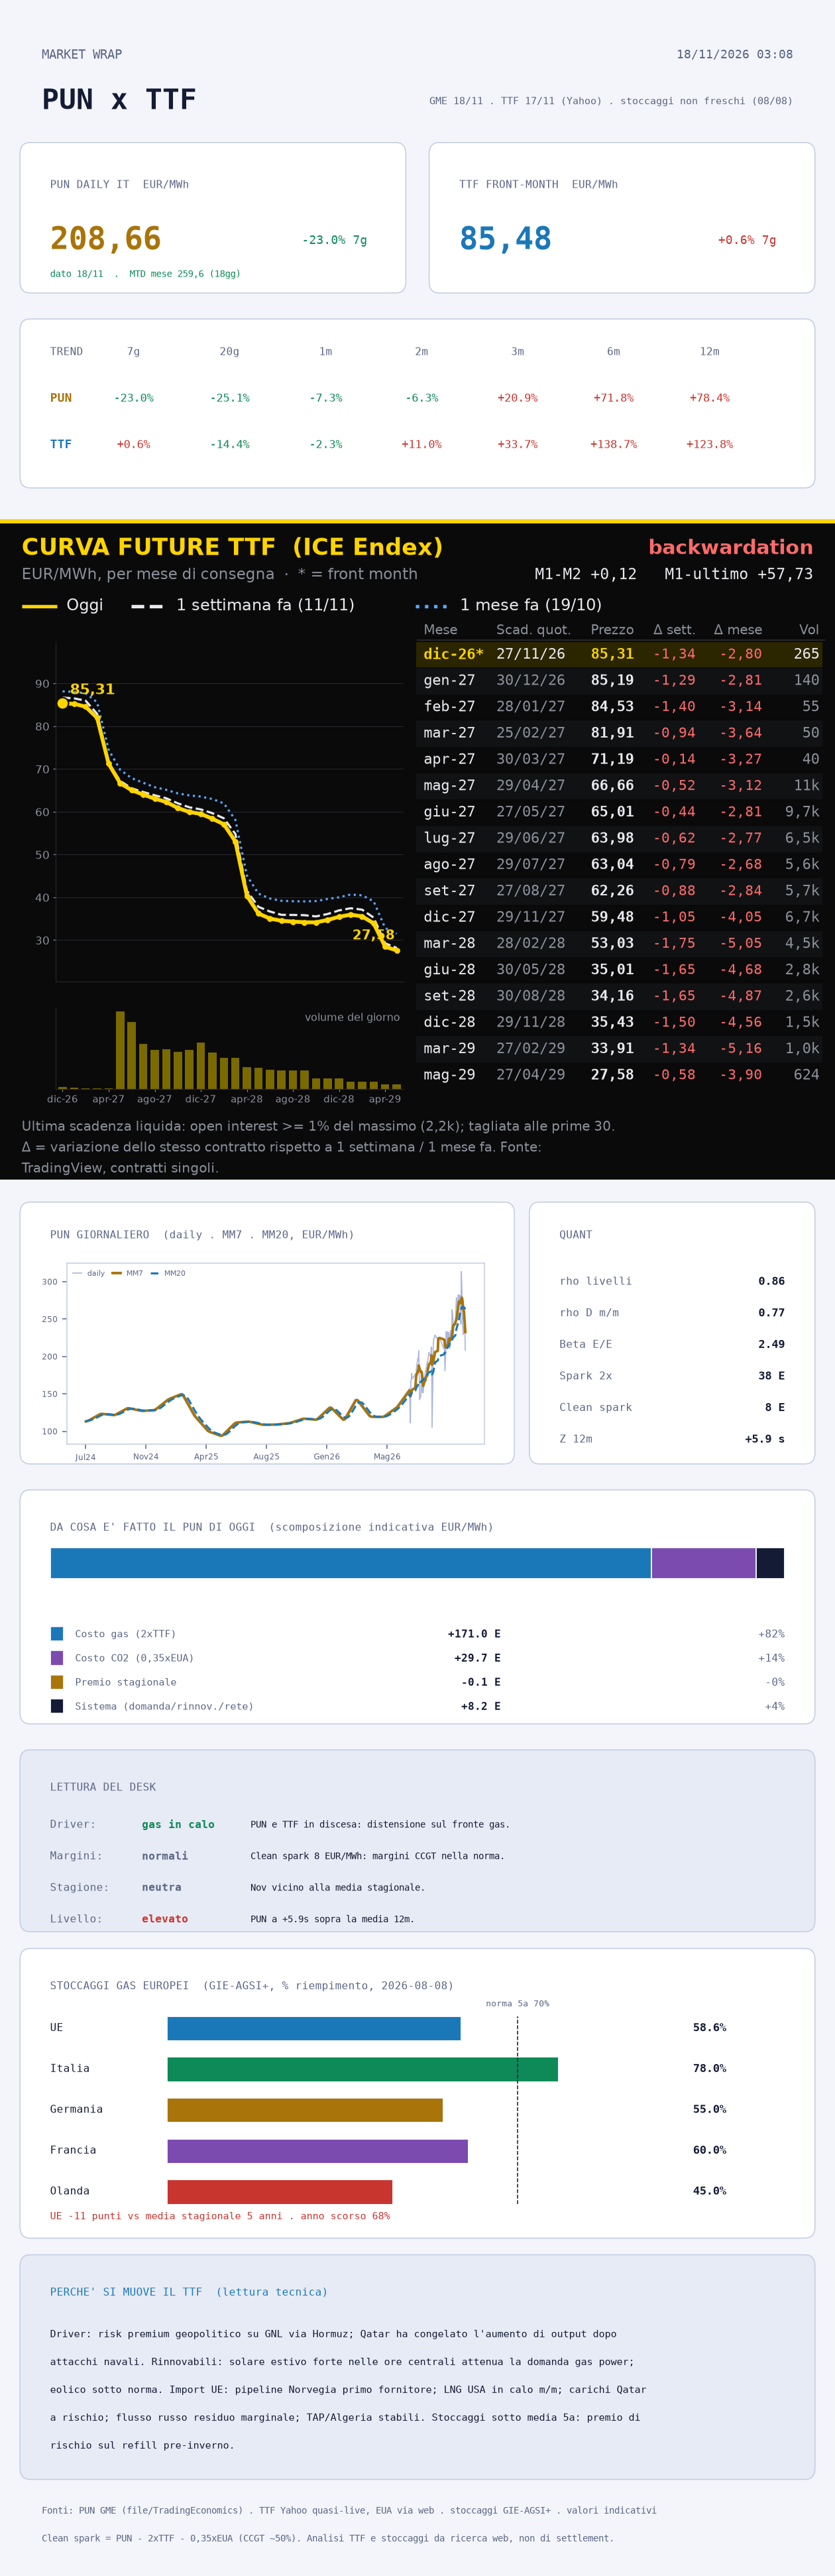 MARKET WRAP 18/11/2026 03:08
PUN x TTF GME 18/11 . TTF 17/11 (Yahoo) . stoccaggi non freschi (08/08)
PUN DAILY IT EUR/MWh
208,66 -23.0% 7g
dato 18/11 . MTD mese 259,6 (18gg)
TTF FRONT-MONTH EUR/MWh
85,48 +0.6% 7g
TREND 7g 20g 1m 2m 3m 6m 12m
PUN -23.0% -25.1% -7.3% -6.3% +20.9% +71.8% +78.4%
TTF +0.6% -14.4% -2.3% +11.0% +33.7% +138.7% +123.8%
CURVA FUTURE TTF (ICE Endex) backwardation
EUR/MWh, per mese di consegna · * = front month M1-M2 +0,12 M1-ultimo +57,73
Oggi 1 settimana fa (11/11) 1 mese fa (19/10)
90
80
70
60
50
40
30
85,31
27,58
volume del giorno
dic-26 apr-27 ago-27 dic-27 apr-28 ago-28 dic-28 apr-29
Mese Scad. quot. Prezzo Δ sett. Δ mese Vol
dic-26* 27/11/26 85,31 -1,34 -2,80 265
gen-27 30/12/26 85,19 -1,29 -2,81 140
feb-27 28/01/27 84,53 -1,40 -3,14 55
mar-27 25/02/27 81,91 -0,94 -3,64 50
apr-27 30/03/27 71,19 -0,14 -3,27 40
mag-27 29/04/27 66,66 -0,52 -3,12 11k
giu-27 27/05/27 65,01 -0,44 -2,81 9,7k
lug-27 29/06/27 63,98 -0,62 -2,77 6,5k
ago-27 29/07/27 63,04 -0,79 -2,68 5,6k
set-27 27/08/27 62,26 -0,88 -2,84 5,7k
dic-27 29/11/27 59,48 -1,05 -4,05 6,7k
mar-28 28/02/28 53,03 -1,75 -5,05 4,5k
giu-28 30/05/28 35,01 -1,65 -4,68 2,8k
set-28 30/08/28 34,16 -1,65 -4,87 2,6k
dic-28 29/11/28 35,43 -1,50 -4,56 1,5k
mar-29 27/02/29 33,91 -1,34 -5,16 1,0k
mag-29 27/04/29 27,58 -0,58 -3,90 624
Ultima scadenza liquida: open interest >= 1% del massimo (2,2k); tagliata alle prime 30.
Δ = variazione dello stesso contratto rispetto a 1 settimana / 1 mese fa. Fonte:
TradingView, contratti singoli.
PUN GIORNALIERO (daily . MM7 . MM20, EUR/MWh)
daily MM7 MM20
300
250
200
150
100
Jul24 Nov24 Apr25 Aug25 Gen26 Mag26
QUANT
rho livelli 0.86
rho D m/m 0.77
Beta E/E 2.49
Spark 2x 38 E
Clean spark 8 E
Z 12m +5.9 s
DA COSA E' FATTO IL PUN DI OGGI (scomposizione indicativa EUR/MWh)
Costo gas (2xTTF) +171.0 E +82%
Costo CO2 (0,35xEUA) +29.7 E +14%
Premio stagionale -0.1 E -0%
Sistema (domanda/rinnov./rete) +8.2 E +4%
LETTURA DEL DESK
Driver: gas in calo PUN e TTF in discesa: distensione sul fronte gas.
Margini: normali Clean spark 8 EUR/MWh: margini CCGT nella norma.
Stagione: neutra Nov vicino alla media stagionale.
Livello: elevato PUN a +5.9s sopra la media 12m.
STOCCAGGI GAS EUROPEI (GIE-AGSI+, % riempimento, 2026-08-08)
norma 5a 70%
UE 58.6%
Italia 78.0%
Germania 55.0%
Francia 60.0%
Olanda 45.0%
UE -11 punti vs media stagionale 5 anni . anno scorso 68%
PERCHE' SI MUOVE IL TTF (lettura tecnica)
Driver: risk premium geopolitico su GNL via Hormuz; Qatar ha congelato l'aumento di output dopo
attacchi navali. Rinnovabili: solare estivo forte nelle ore centrali attenua la domanda gas power;
eolico sotto norma. Import UE: pipeline Norvegia primo fornitore; LNG USA in calo m/m; carichi Qatar
a rischio; flusso russo residuo marginale; TAP/Algeria stabili. Stoccaggi sotto media 5a: premio di
rischio sul refill pre-inverno.
Fonti: PUN GME (file/TradingEconomics) . TTF Yahoo quasi-live, EUA via web . stoccaggi GIE-AGSI+ . valori indicativi
Clean spark = PUN - 2xTTF - 0,35xEUA (CCGT ~50%). Analisi TTF e stoccaggi da ricerca web, non di settlement.